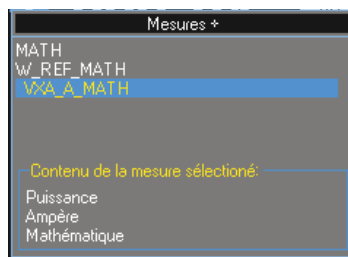 Mesures +
MATH
W_REF_MATH
VXA_A_MATH
Contenu de la mesure sélectioné:
Puissance
Ampère
Mathématique